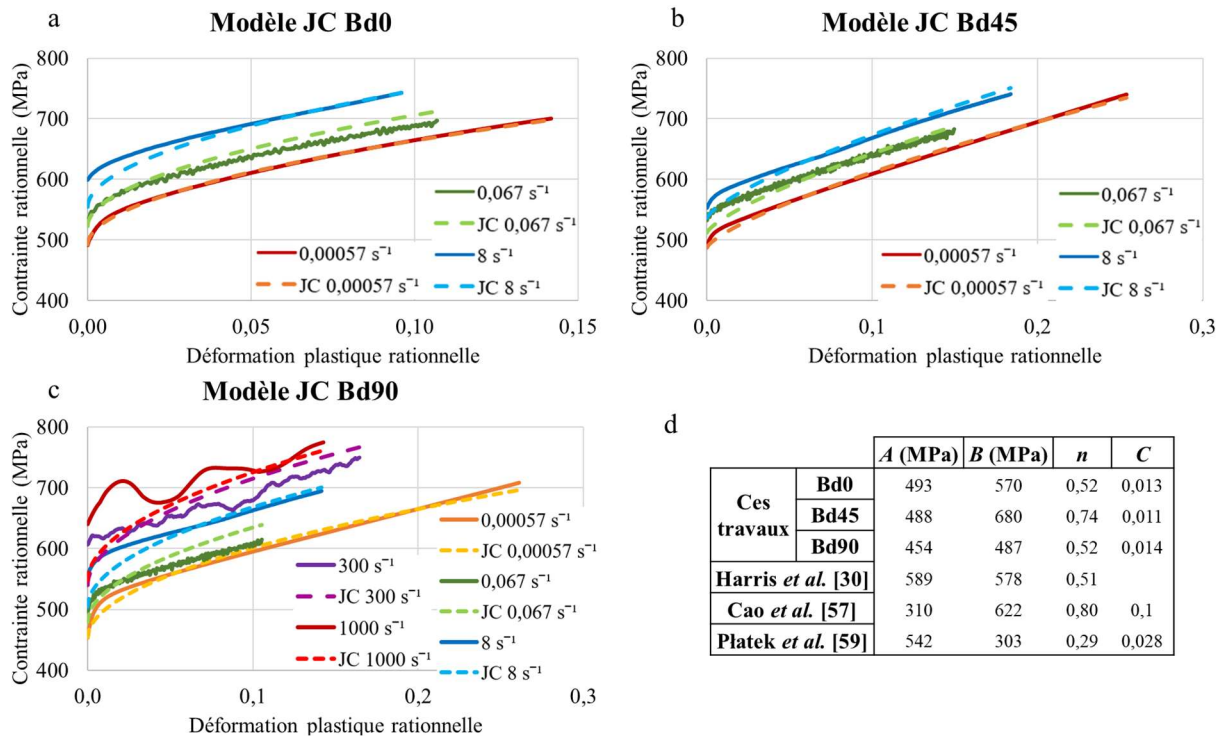 a
Modèle JC Bd0
Contrainte rationnelle (MPa)
800
700
600
500
400
0,00
0,05
0,10
0,15
Déformation plastique rationnelle
0,067 s⁻¹
JC 0,067 s⁻¹
0,00057 s⁻¹
8 s⁻¹
JC 0,00057 s⁻¹
JC 8 s⁻¹
b
Modèle JC Bd45
Contrainte rationnelle (MPa)
800
700
600
500
400
0,0
0,1
0,2
0,3
Déformation plastique rationnelle
0,067 s⁻¹
JC 0,067 s⁻¹
0,00057 s⁻¹
8 s⁻¹
JC 0,00057 s⁻¹
JC 8 s⁻¹
c
Modèle JC Bd90
Contrainte rationnelle (MPa)
800
700
600
500
400
0,0
0,1
0,2
0,3
Déformation plastique rationnelle
0,00057 s⁻¹
JC 0,00057 s⁻¹
300 s⁻¹
0,067 s⁻¹
JC 300 s⁻¹
JC 0,067 s⁻¹
1000 s⁻¹
8 s⁻¹
JC 1000 s⁻¹
JC 8 s⁻¹
d
A (MPa) B (MPa) n C
Ces travaux Bd0 493 570 0,52 0,013
Bd45 488 680 0,74 0,011
Bd90 454 487 0,52 0,014
Harris et al. [30] 589 578 0,51
Cao et al. [57] 310 622 0,80 0,1
Płatek et al. [59] 542 303 0,29 0,028